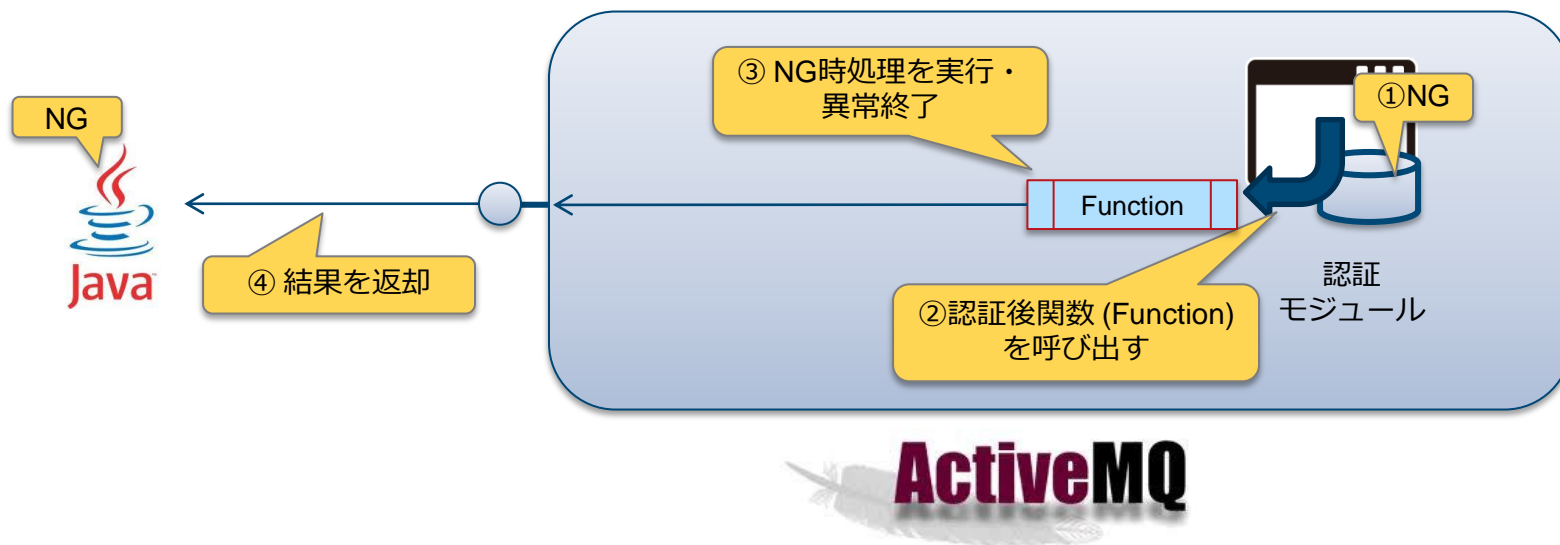 ③ NG時処理を実行・
異常終了
①NG
NG
Function
Java
④ 結果を返却
②認証後関数 (Function)
を呼び出す
認証
モジュール
ActiveMQ